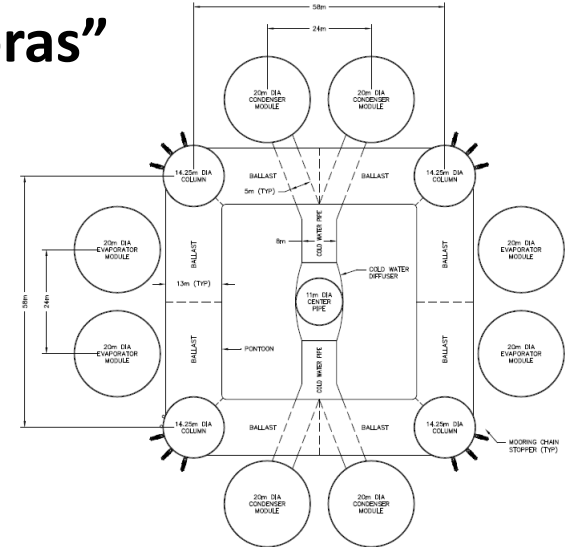 ras”
58m
24m
20m DIA
CONDENSER
MODULE
20m DIA
CONDENSER
MODULE
14.25m DIA
COLUMN
BALLAST
BALLAST
14.25m DIA
COLUMN
5m (TYP)
COLD WATER PIPE
8m
20m DIA
EVAPORATOR
MODULE
BALLAST
BALLAST
20m DIA
EVAPORATOR
MODULE
COLD WATER
DIFFUSER
58m
24m
13m (TYP)
11m DIA
CENTER
PIPE
20m DIA
EVAPORATOR
MODULE
BALLAST
PONTOON
COLD WATER PIPE
BALLAST
20m DIA
EVAPORATOR
MODULE
14.25m DIA
COLUMN
BALLAST
BALLAST
14.25m DIA
COLUMN
MOORING CHAIN
STOPPER (TYP)
20m DIA
CONDENSER
MODULE
20m DIA
CONDENSER
MODULE